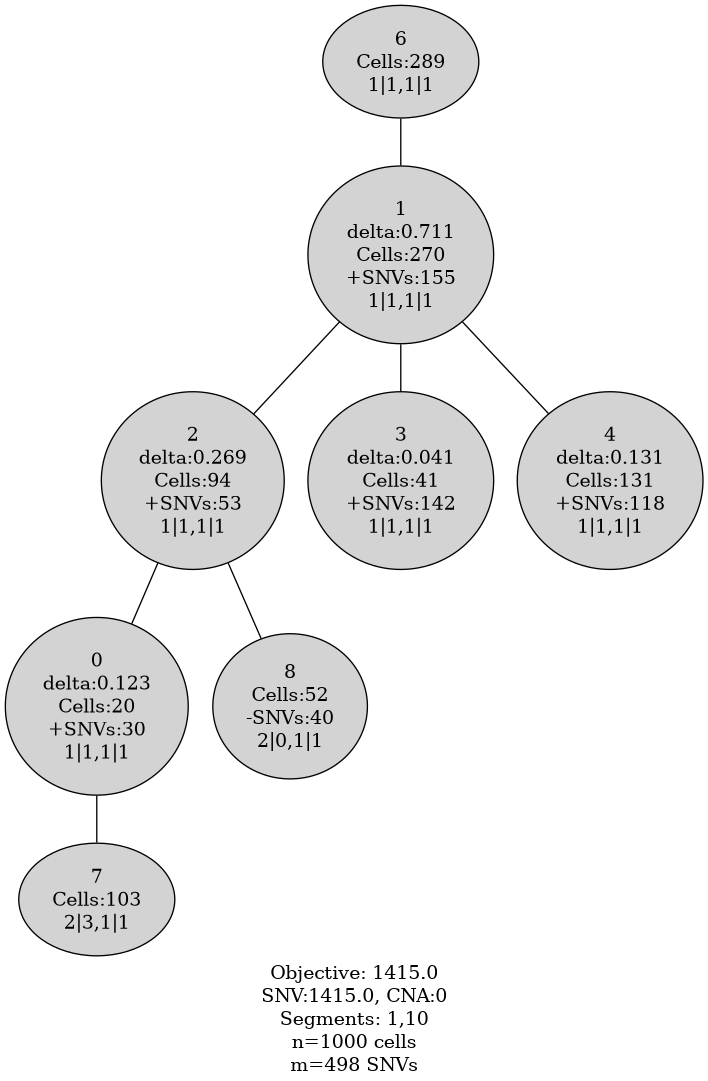 6
Cells:289
1|1,1|1
1
delta:0.711
Cells:270
+SNVs:155
1|1,1|1
2
delta:0.269
Cells:94
+SNVs:53
1|1,1|1
3
delta:0.041
Cells:41
+SNVs:142
1|1,1|1
4
delta:0.131
Cells:131
+SNVs:118
1|1,1|1
0
delta:0.123
Cells:20
+SNVs:30
1|1,1|1
8
Cells:52
-SNVs:40
2|0,1|1
7
Cells:103
2|3,1|1
Objective: 1415.0
SNV:1415.0, CNA:0
Segments: 1,10
n=1000 cells
m=498 SNVs